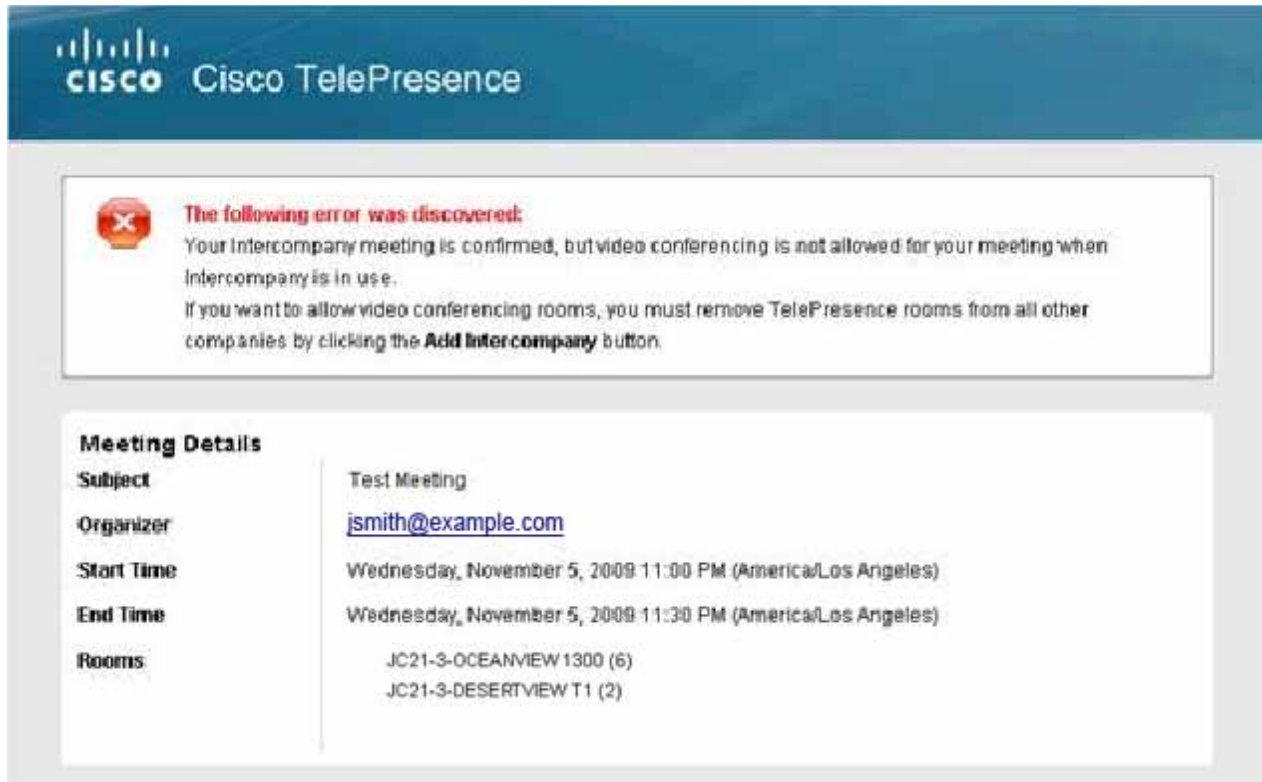 CISCO Cisco TelePresence
The following error was discovered:
Your Intercompany meeting is confirmed, but video conferencing is not allowed for your meeting when
Intercompany is in use.
If you want to allow video conferencing rooms, you must remove TelePresence rooms from all other
companies by clicking the Add Intercompany button.
Meeting Details
Subject Test Meeting
Organizer jsmith@example.com
Start Time Wednesday, November 5, 2009 11:00 PM (America/Los Angeles)
End Time Wednesday, November 5, 2009 11:30 PM (America/Los Angeles)
Rooms JC21-3-OCEANVIEW 1300 (6)
JC21-3-DESERTVIEW T1 (2)